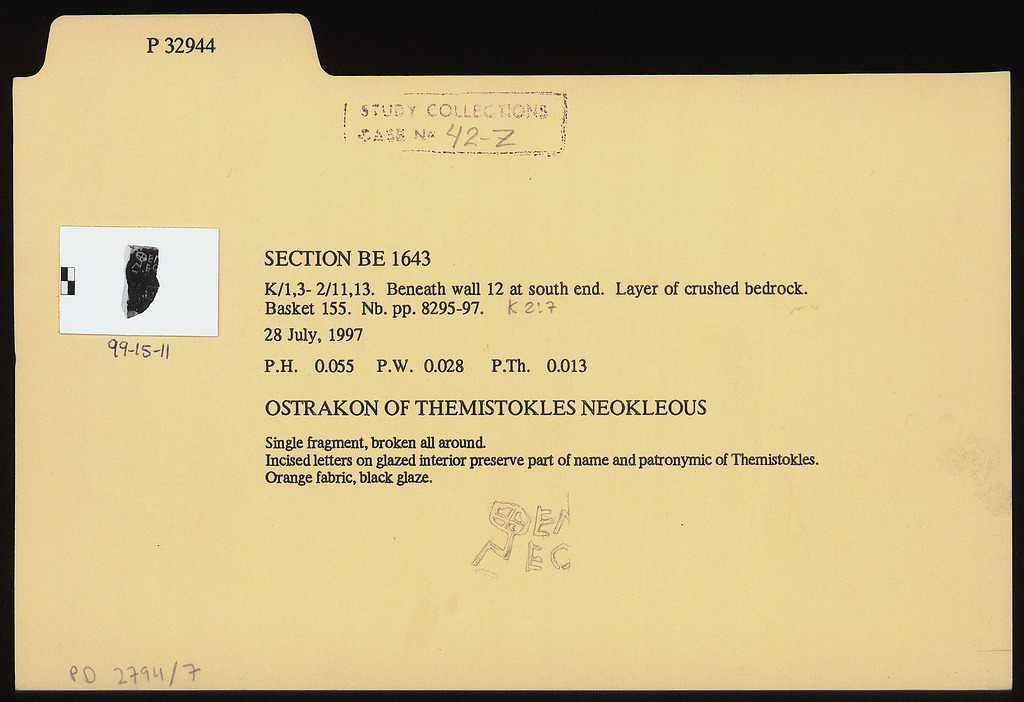 P 32944
STUDY COLLECTIONS
CASE No 42-Z
SECTION BE 1643
K/1,3- 2/11,13. Beneath wall 12 at south end. Layer of crushed bedrock.
Basket 155. Nb. pp. 8295-97. K 2:7
28 July, 1997
99-15-11
P.H. 0.055 P.W. 0.028 P.Th. 0.013
OSTRAKON OF THEMISTOKLES NEOKLEOUS
Single fragment, broken all around.
Incised letters on glazed interior preserve part of name and patronymic of Themistokles.
Orange fabric, black glaze.
PD 2794/7